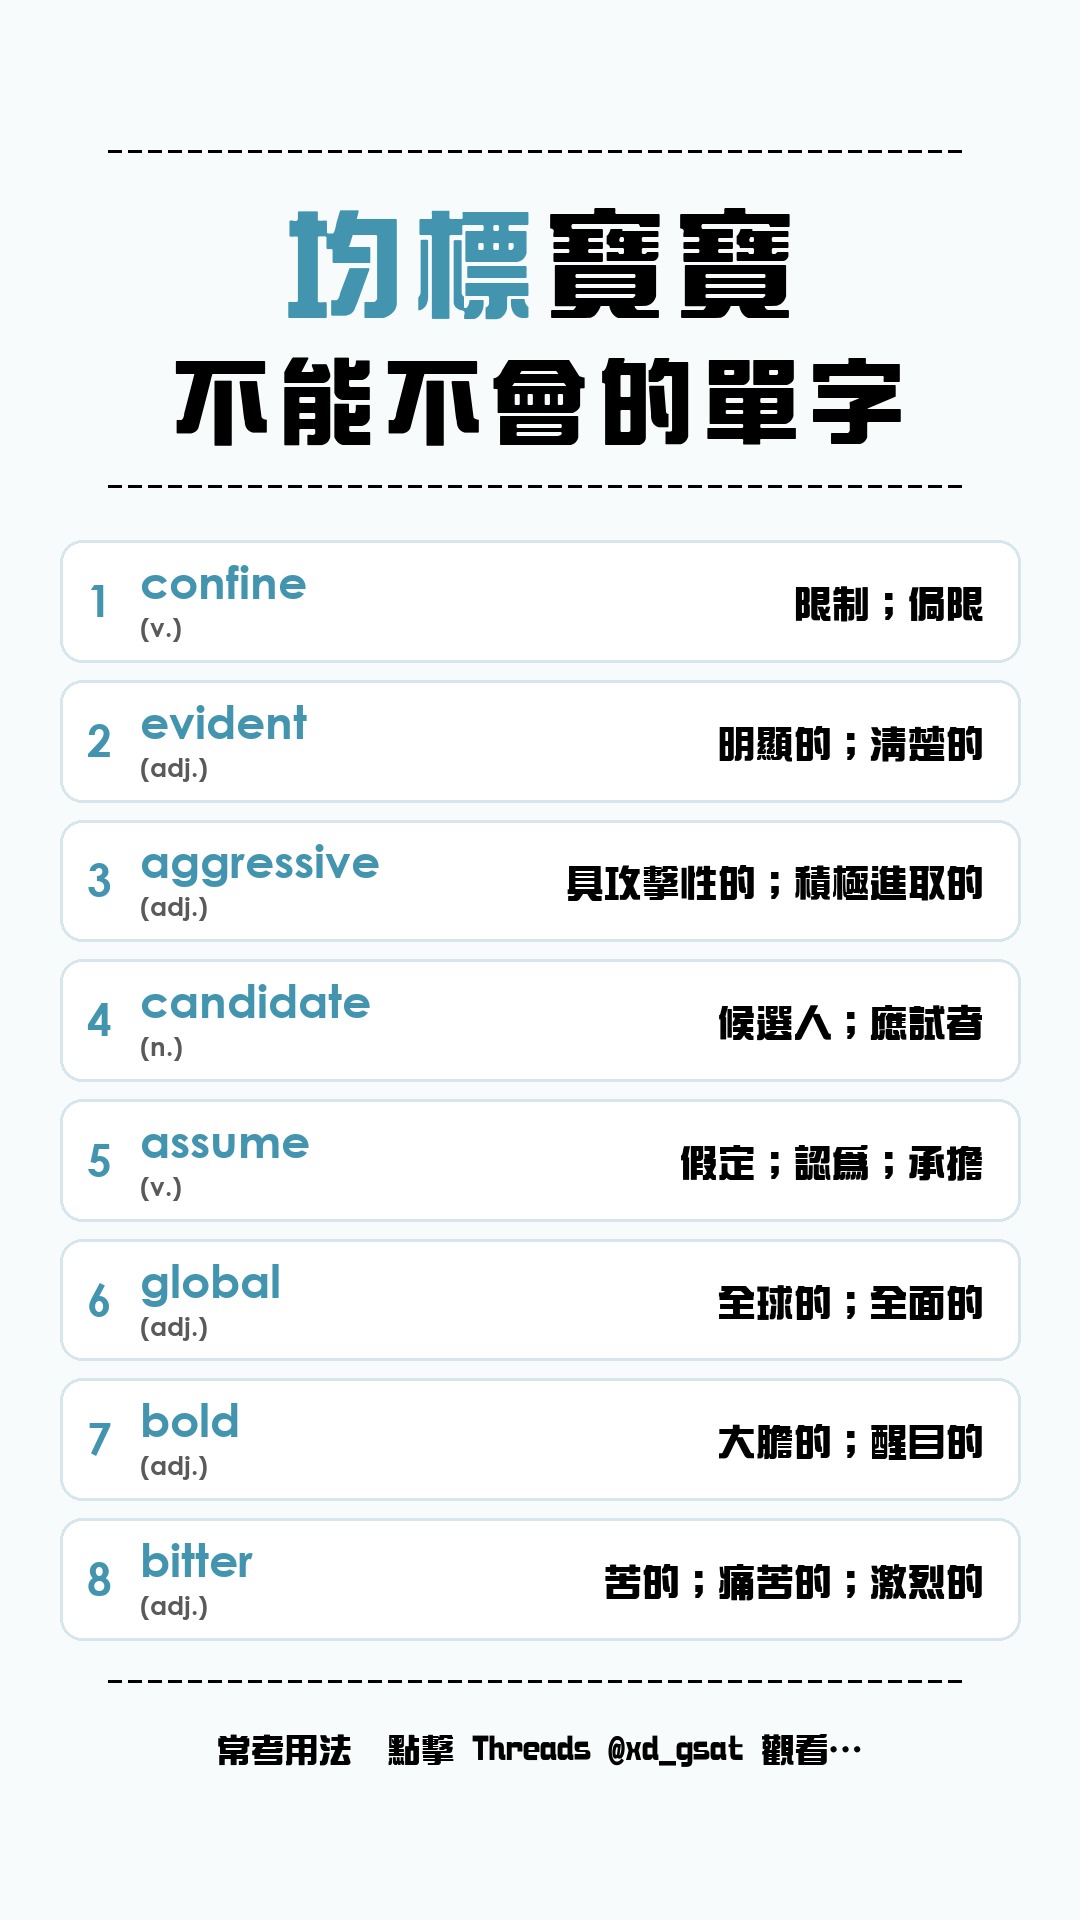 均標寶寶
不能不會的單字
1 confine 限制；侷限
(v.)
2 evident 明顯的；清楚的
(adj.)
3 aggressive 具攻擊性的；積極進取的
(adj.)
4 candidate 候選人；應試者
(n.)
5 assume 假定；認為；承擔
(v.)
6 global 全球的；全面的
(adj.)
7 bold 大膽的；醒目的
(adj.)
8 bitter 苦的；痛苦的；激烈的
(adj.)
常考用法 點擊 Threads @xd_gsat 觀看…